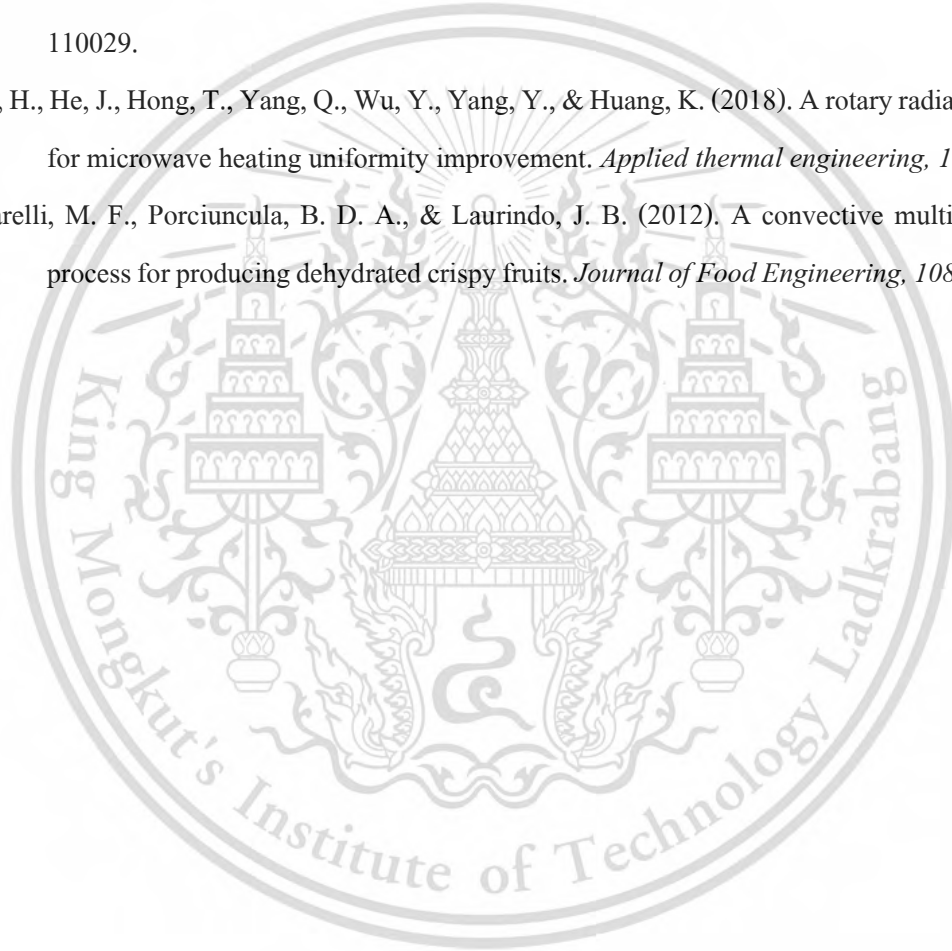 110029.
, H., He, J., Hong, T., Yang, Q., Wu, Y., Yang, Y., & Huang, K. (2018). A rotary radia
for microwave heating uniformity improvement. Applied thermal engineering, 1
arelli, M. F., Porciuncula, B. D. A., & Laurindo, J. B. (2012). A convective multi
process for producing dehydrated crispy fruits. Journal of Food Engineering, 108
King Mongkut's Institute of Technology Ladkrabang